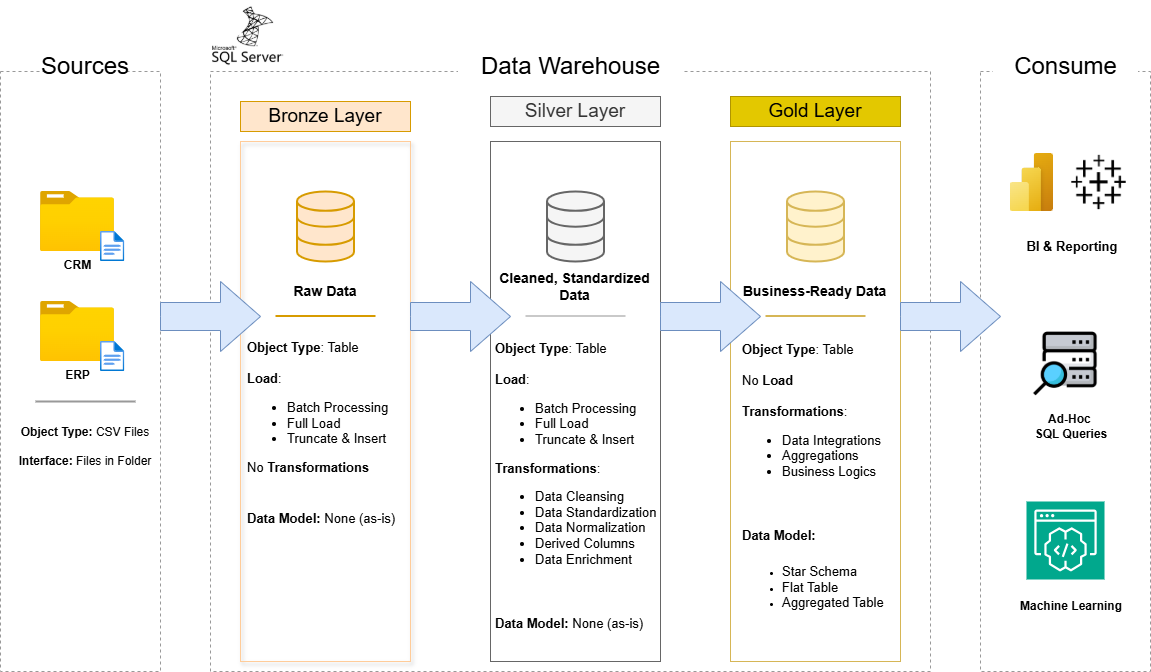 Microsoft®
SQL Server
Sources
Data Warehouse
Consume
CRM
ERP
Object Type: CSV Files
Interface: Files in Folder
Bronze Layer
Raw Data
Object Type: Table
Load:
Batch Processing
Full Load
Truncate & Insert
No Transformations
Data Model: None (as-is)
Silver Layer
Cleaned, Standardized
Data
Object Type: Table
Load:
Batch Processing
Full Load
Truncate & Insert
Transformations:
Data Cleansing
Data Standardization
Data Normalization
Derived Columns
Data Enrichment
Data Model: None (as-is)
Gold Layer
Business-Ready Data
Object Type: Table
No Load
Transformations:
Data Integrations
Aggregations
Business Logics
Data Model:
Star Schema
Flat Table
Aggregated Table
BI & Reporting
Ad-Hoc
SQL Queries
Machine Learning